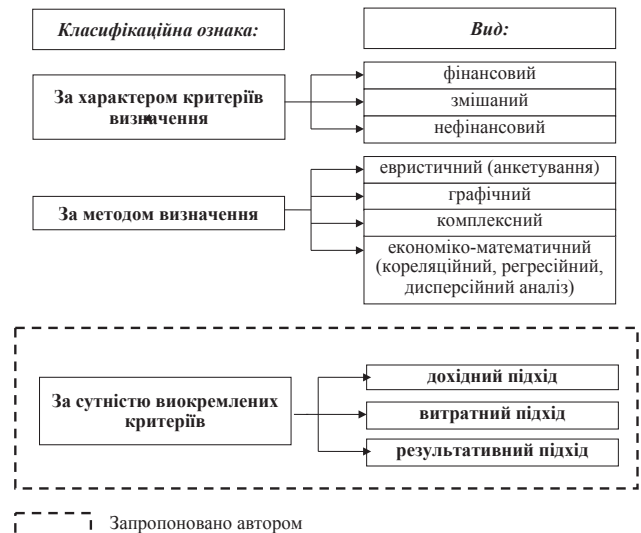 Класифікаційна ознака:
Вид:
За характером критеріїв
визначення
фінансовий
змішаний
нефінансовий
За методом визначення
евристичний (анкетування)
графічний
комплексний
економіко-математичний
(кореляційний, регресійний,
дисперсійний аналіз)
За сутністю виокремлених
критеріїв
дохідний підхід
витратний підхід
результативний підхід
Запропоновано автором